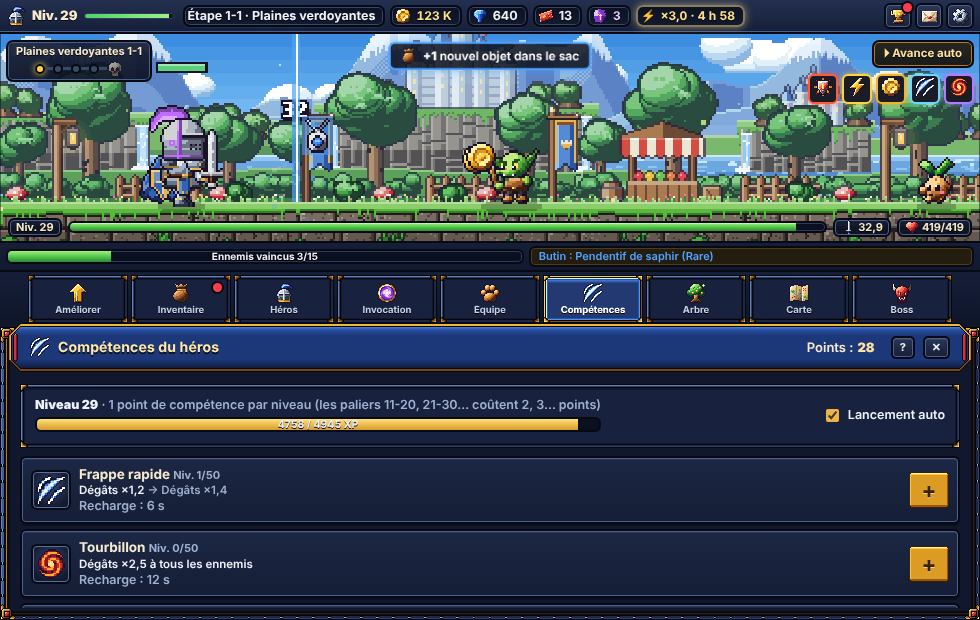 Niv. 29
Étape 1-1 · Plaines verdoyantes
123 K
640
13
3
×3,0 · 4 h 58
Plaines verdoyantes 1-1
+1 nouvel objet dans le sac
Avance auto
Niv. 29
32,9
419/419
Ennemis vaincus 3/15
Butin : Pendentif de saphir (Rare)
Améliorer
Inventaire
Héros
Invocation
Equipe
Compétences
Arbre
Carte
Boss
Compétences du héros
Points : 28
?
×
Niveau 29 · 1 point de compétence par niveau (les paliers 11-20, 21-30... coûtent 2, 3... points)
4758 / 4945 XP
Lancement auto
Frappe rapide Niv. 1/50
Dégâts ×1,2 → Dégâts ×1,4
Recharge : 6 s
+
Tourbillon Niv. 0/50
Dégâts ×2,5 à tous les ennemis
Recharge : 12 s
+